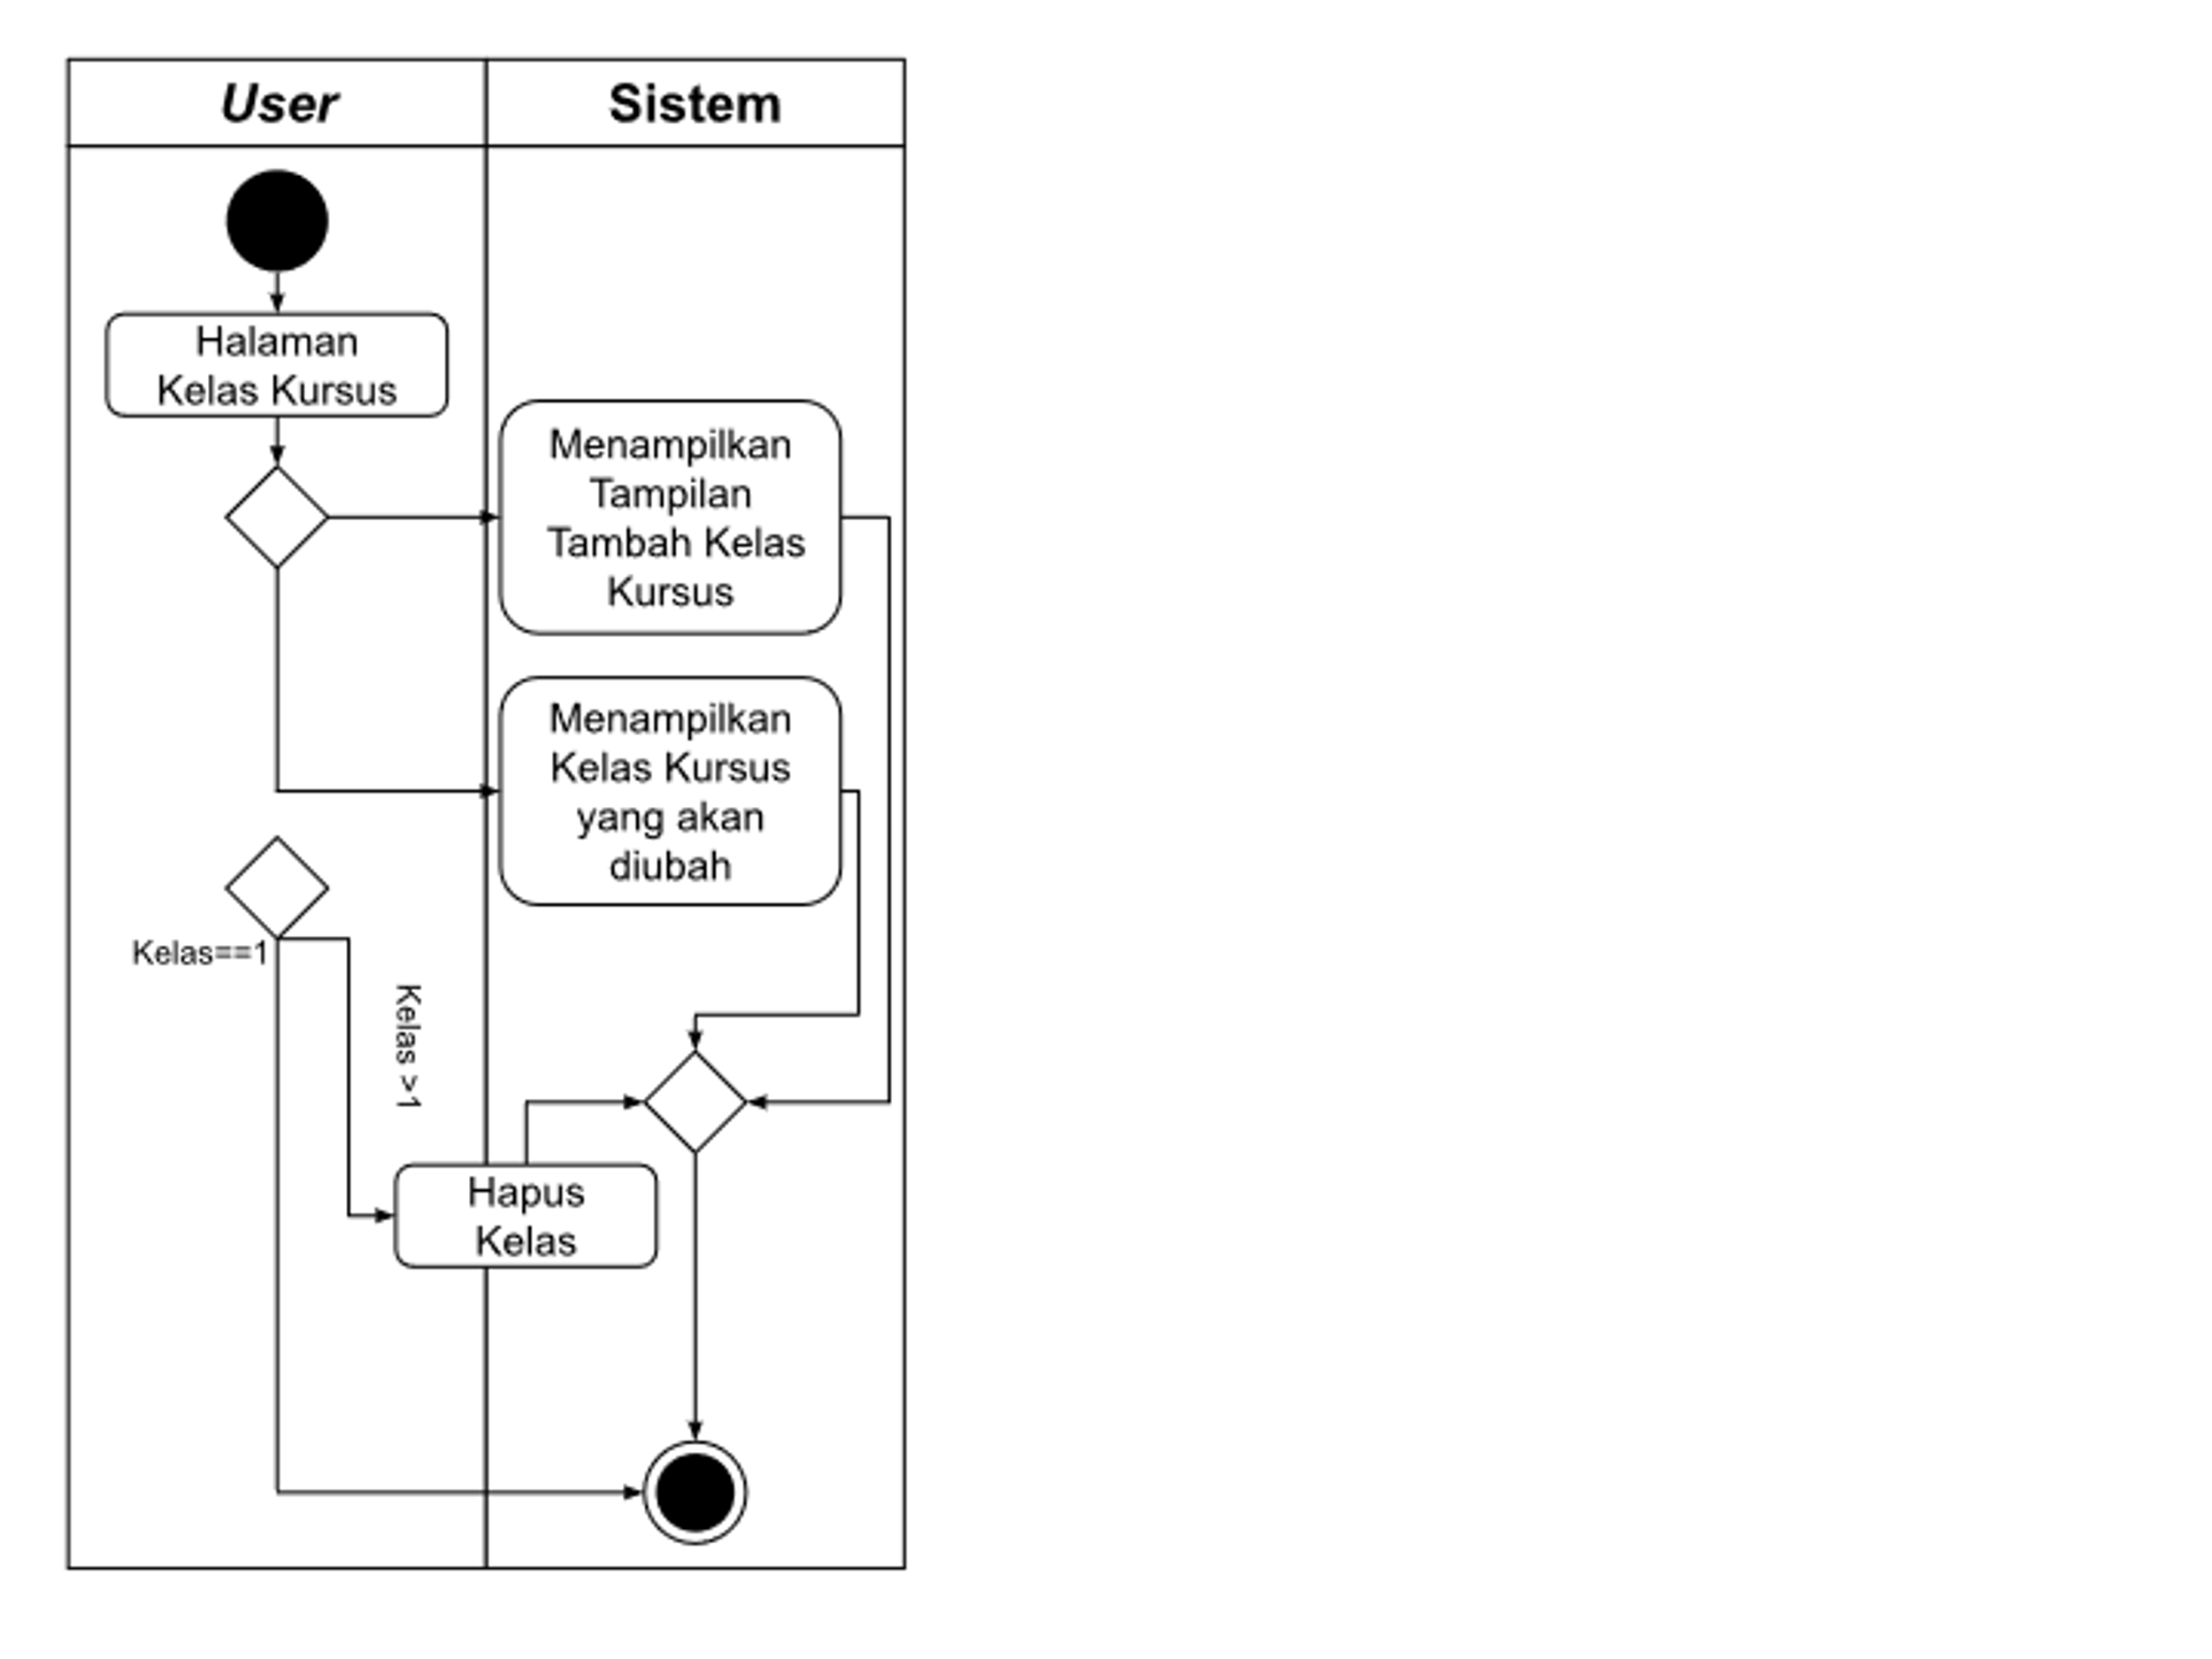 User
Sistem
Halaman
Kelas Kursus
Menampilkan
Tampilan
Tambah Kelas
Kursus
Menampilkan
Kelas Kursus
yang akan
diubah
Kelas==1
Kelas >1
Hapus
Kelas